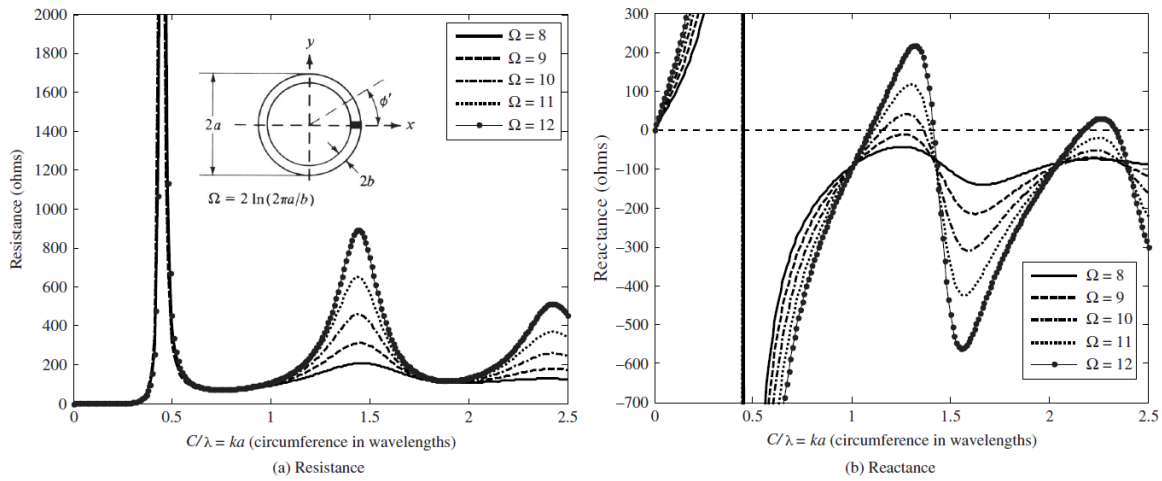 2000
1800
1600
1400
1200
1000
800
600
400
200
0
Resistance (ohms)
0 0.5 1 1.5 2 2.5
C/λ = ka (circumference in wavelengths)
(a) Resistance
Ω = 8
Ω = 9
Ω = 10
Ω = 11
Ω = 12
y
ϕ′
2a
x
2b
Ω = 2 ln(2πa/b)
300
200
100
0
–100
–200
–300
–400
–500
–600
–700
Reactance (ohms)
Ω = 8
Ω = 9
Ω = 10
Ω = 11
Ω = 12
0 0.5 1 1.5 2 2.5
C/λ = ka (circumference in wavelengths)
(b) Reactance